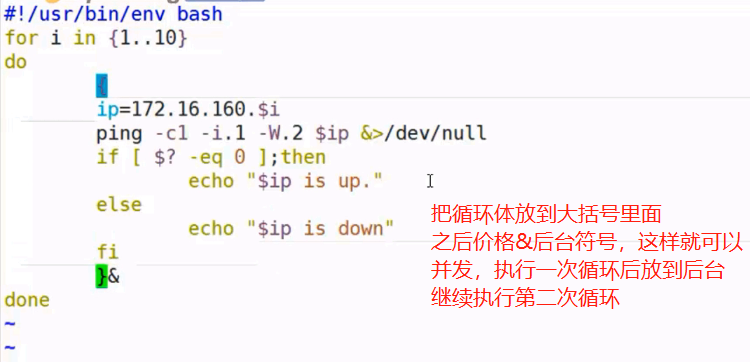 #!/usr/bin/env bash
for i in {1..10}
do
{
ip=172.16.160.$i
ping -c1 -i.1 -W.2 $ip &>/dev/null
if [ $? -eq 0 ];then
echo "$ip is up."
else
echo "$ip is down"
fi
}&
done
~
~
把循环体放到大括号里面
之后价格&后台符号，这样就可以
并发，执行一次循环后放到后台
继续执行第二次循环